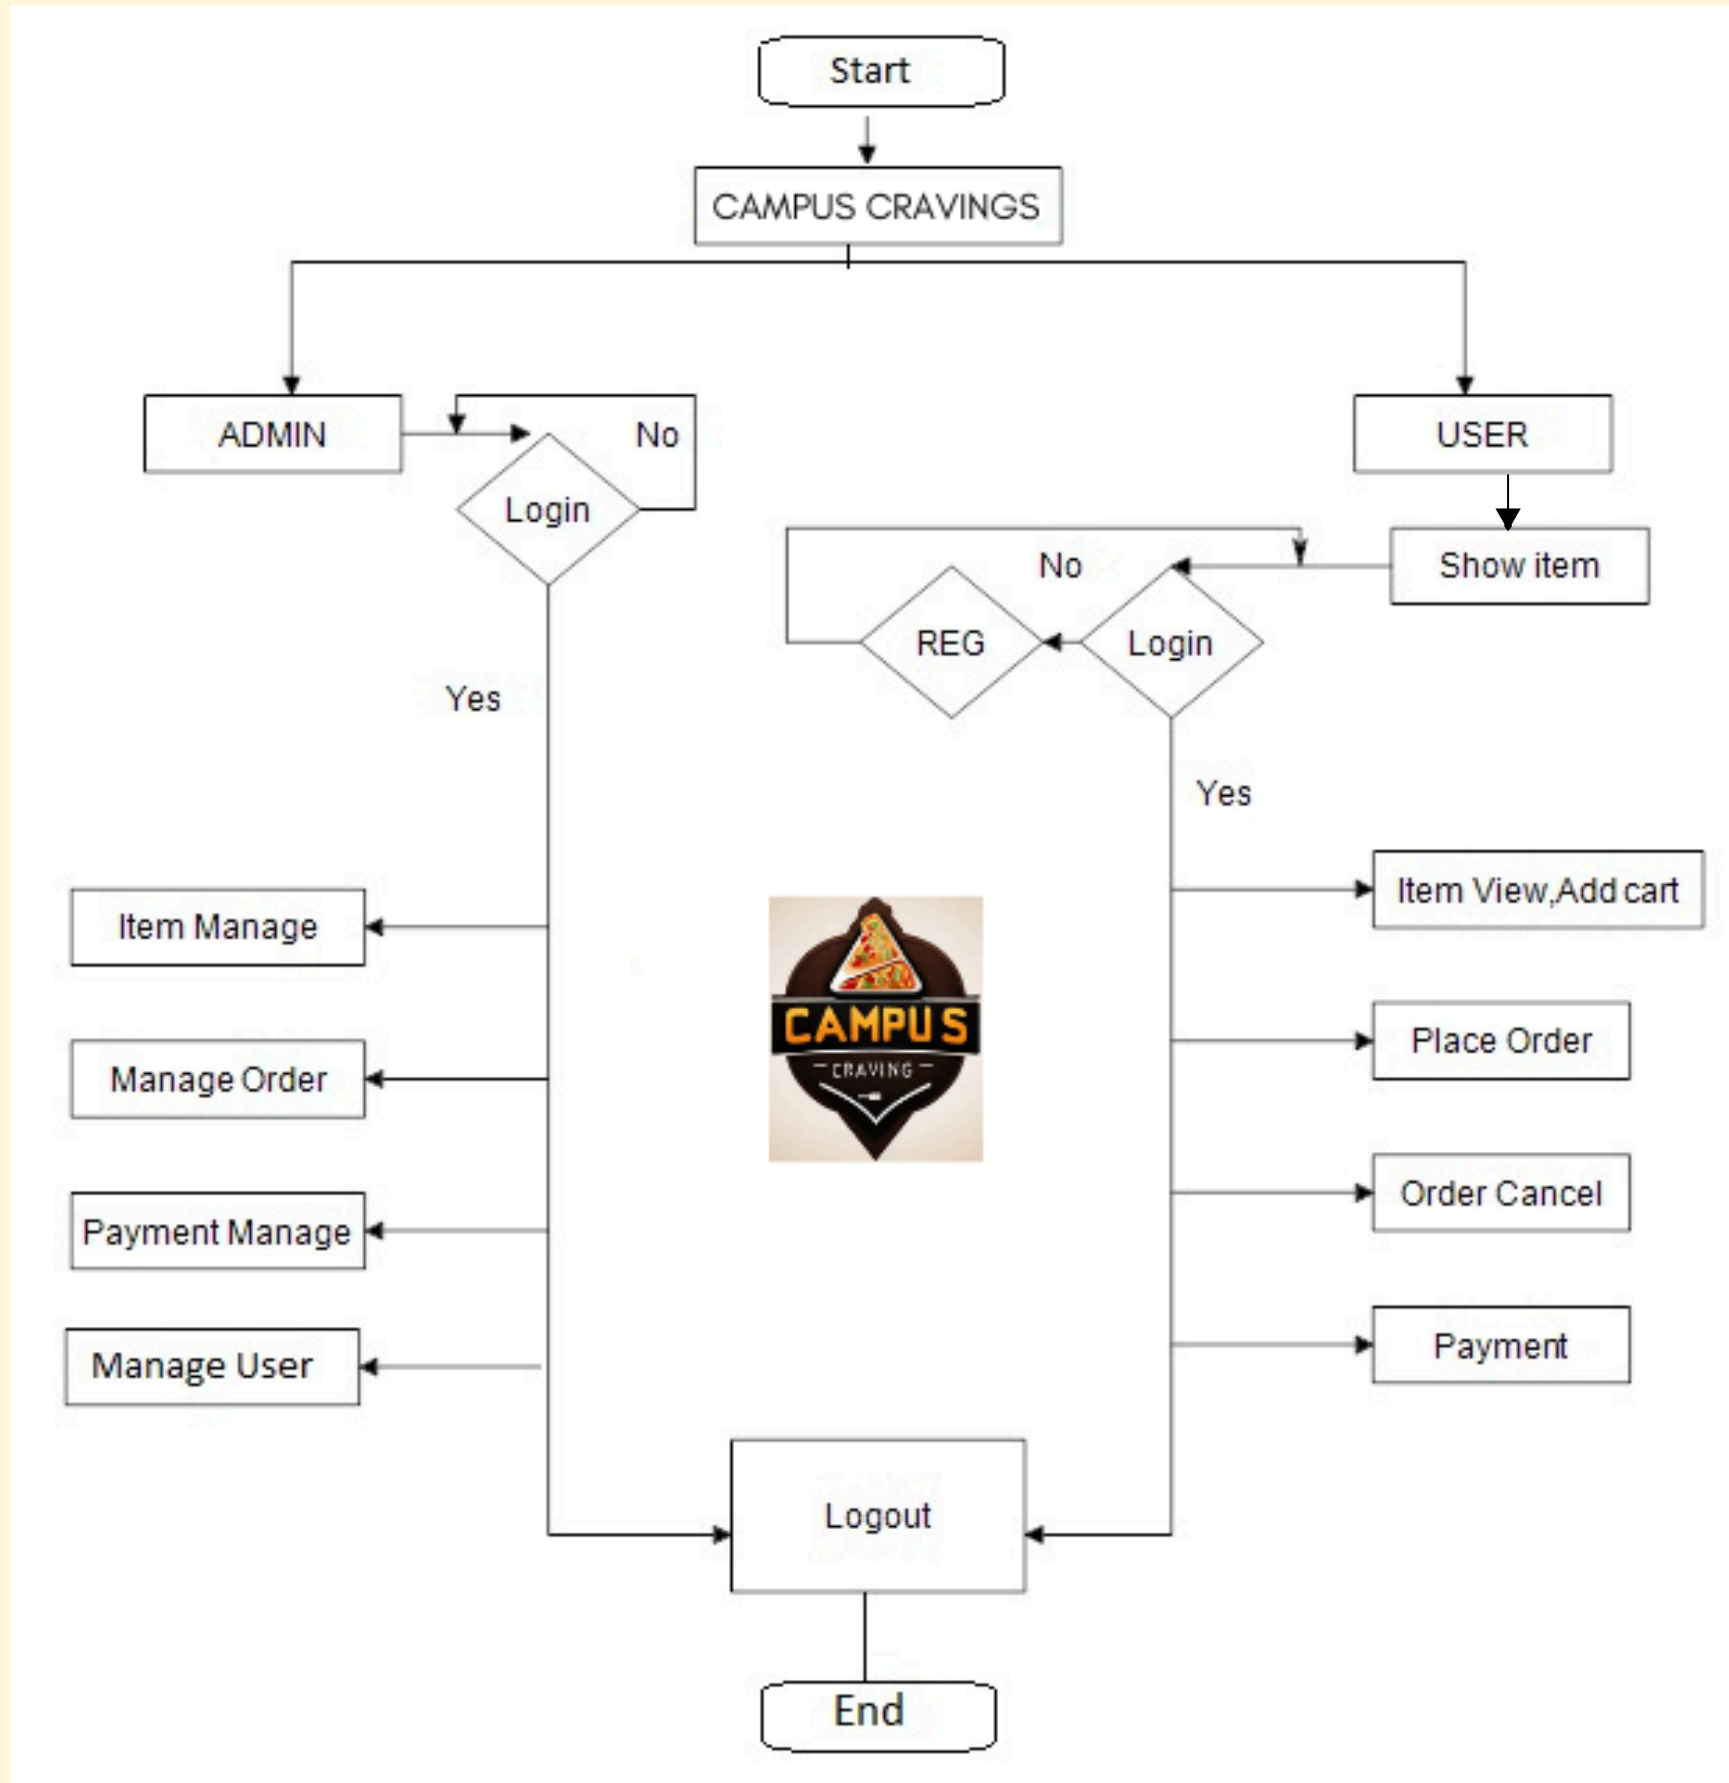 Start
CAMPUS CRAVINGS
ADMIN
No
USER
Login
No
Show item
REG
Login
Yes
Yes
Item View,Add cart
Item Manage
CAMPUS
CRAVING
Place Order
Manage Order
Order Cancel
Payment Manage
Payment
Manage User
Logout
End